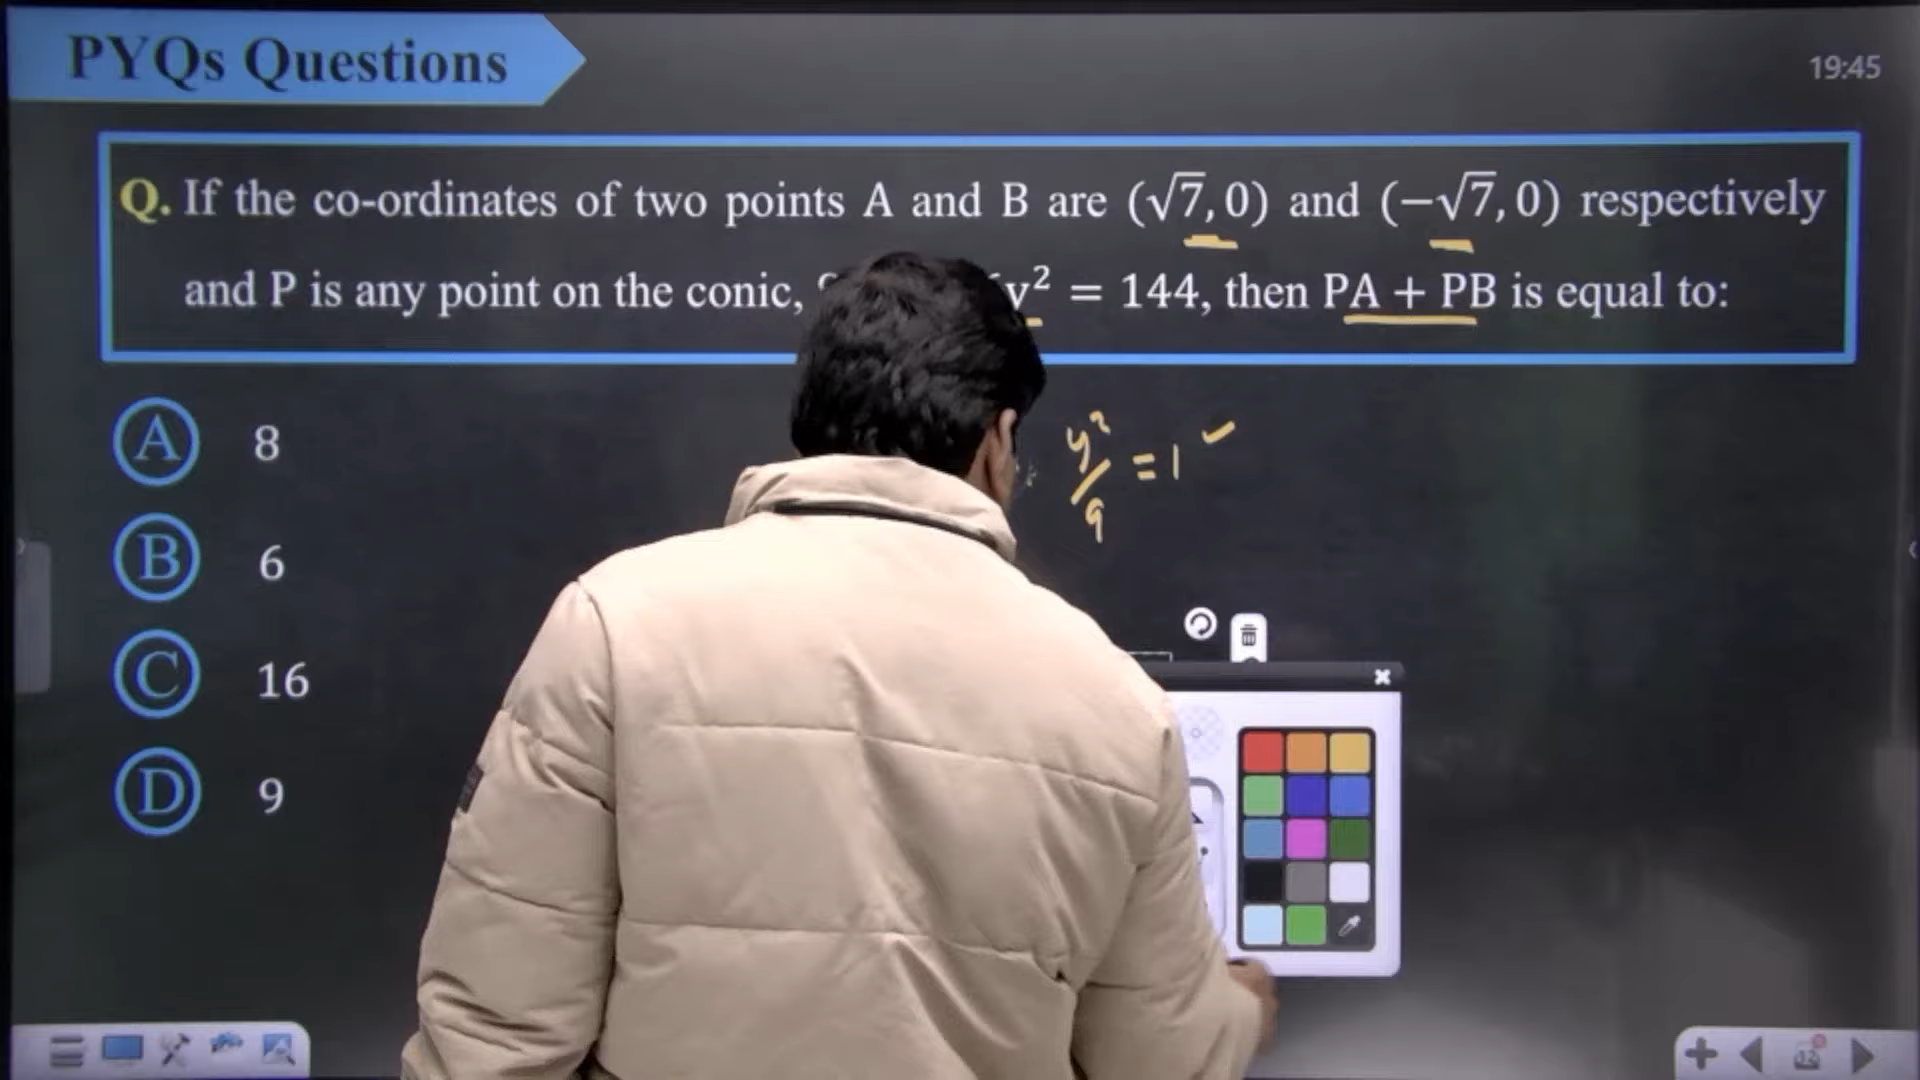 PYQs Questions
19:45
Q. If the co-ordinates of two points A and B are (√7, 0) and (−√7, 0) respectively
and P is any point on the conic, y² = 144, then PA + PB is equal to:
A 8
B 6
C 16
D 9
y²/9 = 1 ✓
12